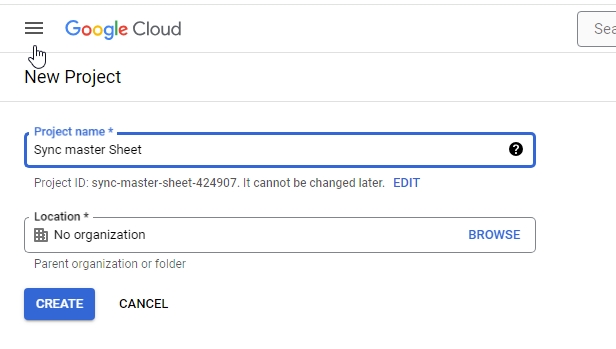 Google Cloud
Sea
New Project
Project name *
Sync master Sheet
?
Project ID: sync-master-sheet-424907. It cannot be changed later. EDIT
Location *
No organization BROWSE
Parent organization or folder
CREATE CANCEL